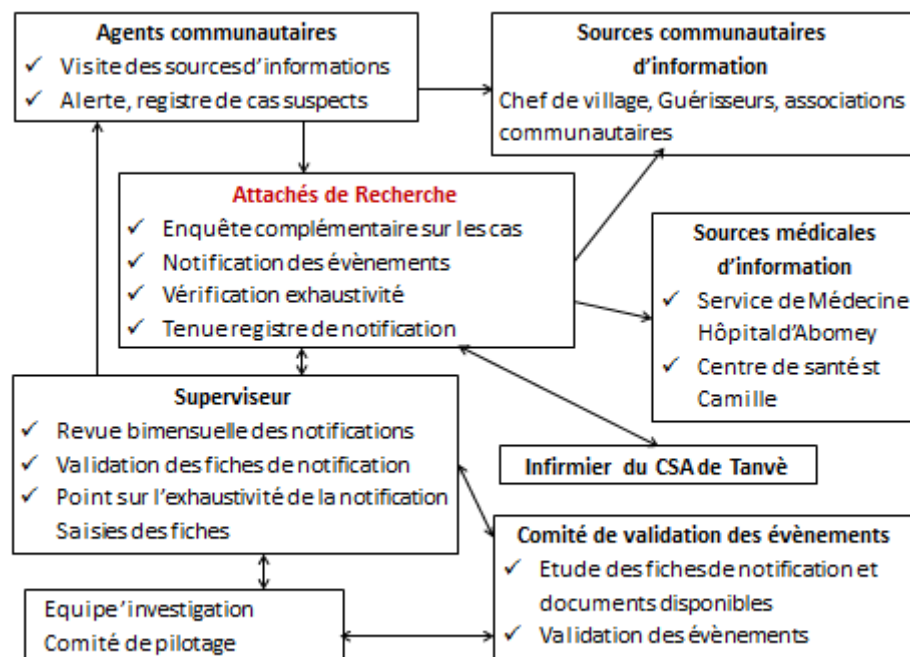 Agents communautaires
✓ Visite des sources d'informations
✓ Alerte, registre de cas suspects
Sources communautaires
d'information
Chef de village, Guérisseurs, associations
communautaires
Attachés de Recherche
✓ Enquête complémentaire sur les cas
✓ Notification des évènements
✓ Vérification exhaustivité
✓ Tenue registre de notification
Sources médicales
d'information
✓ Service de Médecine
Hôpital d'Abomey
✓ Centre de santé st
Camille
Superviseur
✓ Revue bimensuelle des notifications
✓ Validation des fiches de notification
✓ Point sur l'exhaustivité de la notification
Saisies des fiches
Infirmier du CSA de Tanvè
Comité de validation des évènements
✓ Etude des fiches de notification et
documents disponibles
✓ Validation des évènements
Equipe'investigation
Comité de pilotage